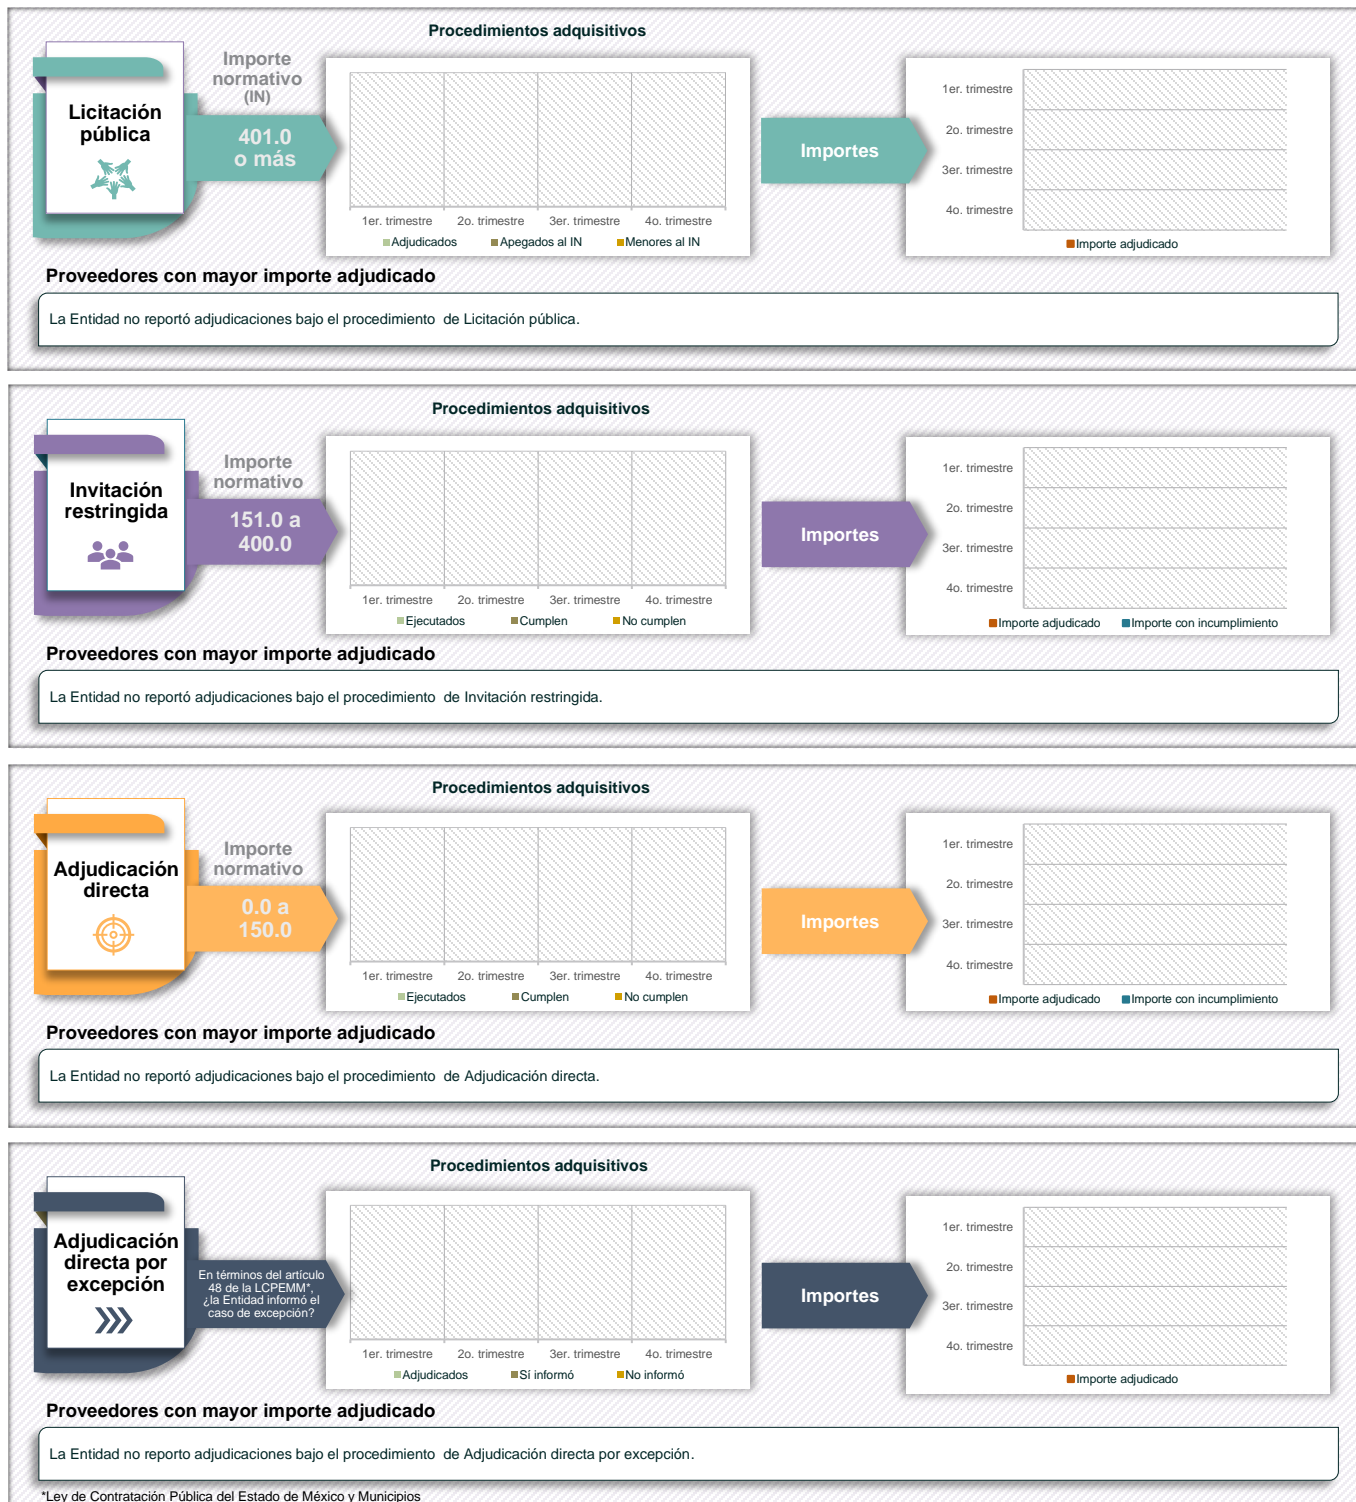 Procedimientos adquisitivos
Licitación
pública
Importe
normativo
(IN)
401.0
o más
1er. trimestre 2o. trimestre 3er. trimestre 4o. trimestre
Adjudicados Apegados al IN Menores al IN
Importes
1er. trimestre
2o. trimestre
3er. trimestre
4o. trimestre
Importe adjudicado
Proveedores con mayor importe adjudicado
La Entidad no reportó adjudicaciones bajo el procedimiento de Licitación pública.
Procedimientos adquisitivos
Invitación
restringida
Importe
normativo
151.0 a
400.0
1er. trimestre 2o. trimestre 3er. trimestre 4o. trimestre
Ejecutados Cumplen No cumplen
Importes
1er. trimestre
2o. trimestre
3er. trimestre
4o. trimestre
Importe adjudicado Importe con incumplimiento
Proveedores con mayor importe adjudicado
La Entidad no reportó adjudicaciones bajo el procedimiento de Invitación restringida.
Procedimientos adquisitivos
Adjudicación
directa
Importe
normativo
0.0 a
150.0
1er. trimestre 2o. trimestre 3er. trimestre 4o. trimestre
Ejecutados Cumplen No cumplen
Importes
1er. trimestre
2o. trimestre
3er. trimestre
4o. trimestre
Importe adjudicado Importe con incumplimiento
Proveedores con mayor importe adjudicado
La Entidad no reportó adjudicaciones bajo el procedimiento de Adjudicación directa.
Procedimientos adquisitivos
Adjudicación
directa por
excepción
En términos del artículo
48 de la LCPEMM*,
¿la Entidad informó el
caso de excepción?
1er. trimestre 2o. trimestre 3er. trimestre 4o. trimestre
Adjudicados Sí informó No informó
Importes
1er. trimestre
2o. trimestre
3er. trimestre
4o. trimestre
Importe adjudicado
Proveedores con mayor importe adjudicado
La Entidad no reporto adjudicaciones bajo el procedimiento de Adjudicación directa por excepción.
*Ley de Contratación Pública del Estado de México y Municipios